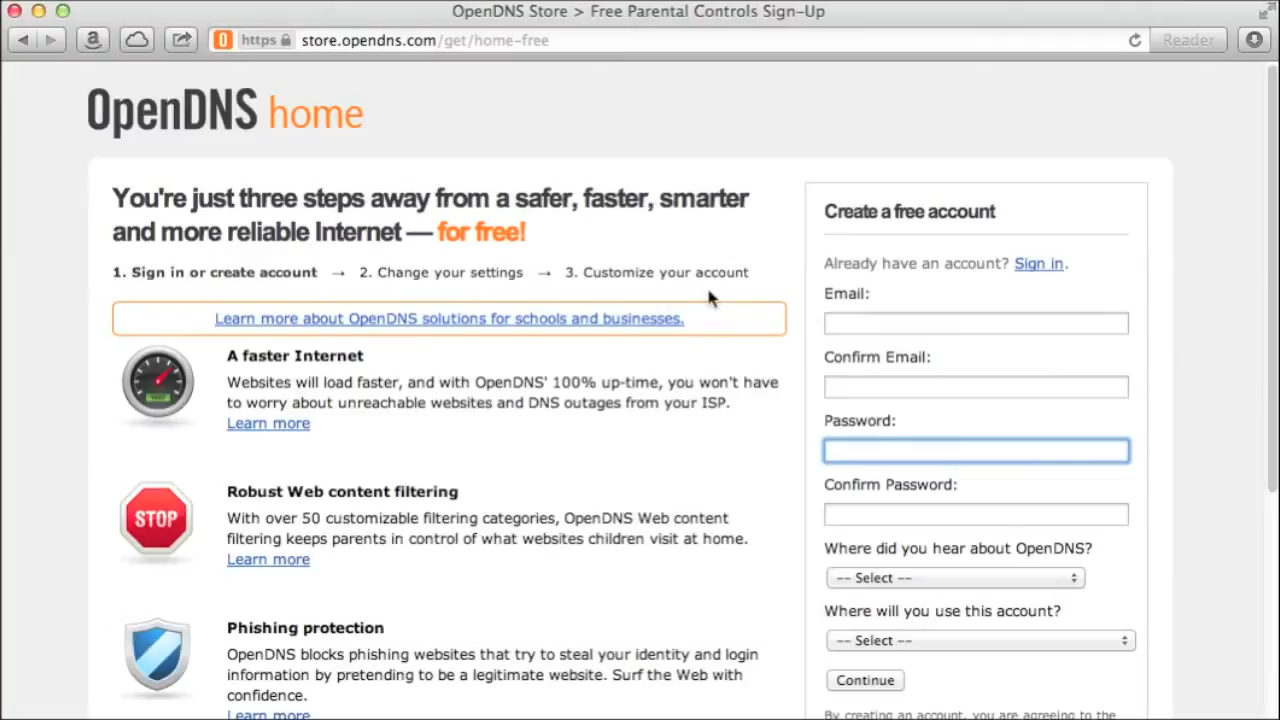 OpenDNS Store > Free Parental Controls Sign-Up
https store.opendns.com/get/home-free
Reader
OpenDNS home
You're just three steps away from a safer, faster, smarter
and more reliable Internet — for free!
1. Sign in or create account → 2. Change your settings → 3. Customize your account
Learn more about OpenDNS solutions for schools and businesses.
A faster Internet
Websites will load faster, and with OpenDNS' 100% up-time, you won't have
to worry about unreachable websites and DNS outages from your ISP.
Learn more
STOP
Robust Web content filtering
With over 50 customizable filtering categories, OpenDNS Web content
filtering keeps parents in control of what websites children visit at home.
Learn more
Phishing protection
OpenDNS blocks phishing websites that try to steal your identity and login
information by pretending to be a legitimate website. Surf the Web with
confidence.
Learn more
Create a free account
Already have an account? Sign in.
Email:
Confirm Email:
Password:
Confirm Password:
Where did you hear about OpenDNS?
-- Select --
Where will you use this account?
-- Select --
Continue
By creating an account, you are agreeing to the